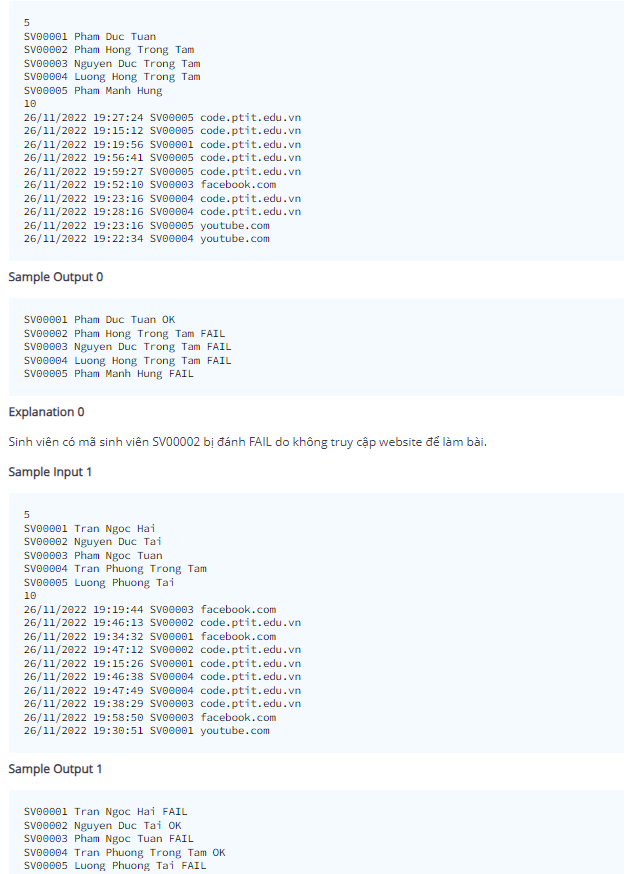 5
SV00001 Pham Duc Tuan
SV00002 Pham Hong Trong Tam
SV00003 Nguyen Duc Trong Tam
SV00004 Luong Hong Trong Tam
SV00005 Pham Manh Hung
10
26/11/2022 19:27:24 SV00005 code.ptit.edu.vn
26/11/2022 19:15:12 SV00005 code.ptit.edu.vn
26/11/2022 19:19:56 SV00001 code.ptit.edu.vn
26/11/2022 19:56:41 SV00005 code.ptit.edu.vn
26/11/2022 19:59:27 SV00005 code.ptit.edu.vn
26/11/2022 19:52:10 SV00003 facebook.com
26/11/2022 19:23:16 SV00004 code.ptit.edu.vn
26/11/2022 19:28:16 SV00004 code.ptit.edu.vn
26/11/2022 19:23:16 SV00005 youtube.com
26/11/2022 19:22:34 SV00004 youtube.com
Sample Output 0
SV00001 Pham Duc Tuan OK
SV00002 Pham Hong Trong Tam FAIL
SV00003 Nguyen Duc Trong Tam FAIL
SV00004 Luong Hong Trong Tam FAIL
SV00005 Pham Manh Hung FAIL
Explanation 0
Sinh viên có mã sinh viên SV00002 bị đánh FAIL do không truy cập website để làm bài.
Sample Input 1
5
SV00001 Tran Ngoc Hai
SV00002 Nguyen Duc Tai
SV00003 Pham Ngoc Tuan
SV00004 Tran Phuong Trong Tam
SV00005 Luong Phuong Tai
10
26/11/2022 19:19:44 SV00003 facebook.com
26/11/2022 19:46:13 SV00002 code.ptit.edu.vn
26/11/2022 19:34:32 SV00001 facebook.com
26/11/2022 19:47:12 SV00002 code.ptit.edu.vn
26/11/2022 19:15:26 SV00001 code.ptit.edu.vn
26/11/2022 19:46:38 SV00004 code.ptit.edu.vn
26/11/2022 19:47:49 SV00004 code.ptit.edu.vn
26/11/2022 19:38:29 SV00003 code.ptit.edu.vn
26/11/2022 19:58:50 SV00003 facebook.com
26/11/2022 19:30:51 SV00001 youtube.com
Sample Output 1
SV00001 Tran Ngoc Hai FAIL
SV00002 Nguyen Duc Tai OK
SV00003 Pham Ngoc Tuan FAIL
SV00004 Tran Phuong Trong Tam OK
SV00005 Luong Phuong Tai FAIL